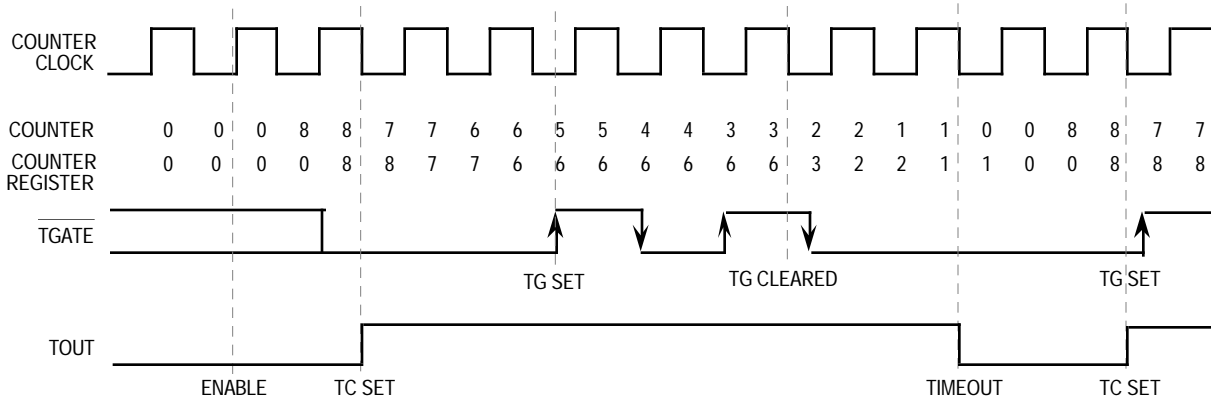 COUNTER
CLOCK
COUNTER 0 0 0 8 8 7 7 6 6 5 5 4 4 3 3 2 2 1 1 0 0 8 8 7 7
COUNTER
REGISTER 0 0 0 0 8 8 7 7 6 6 6 6 6 6 6 3 2 2 1 1 0 0 8 8 8
TGATE
TG SET TG CLEARED TG SET
TOUT
ENABLE TC SET TIMEOUT TC SET